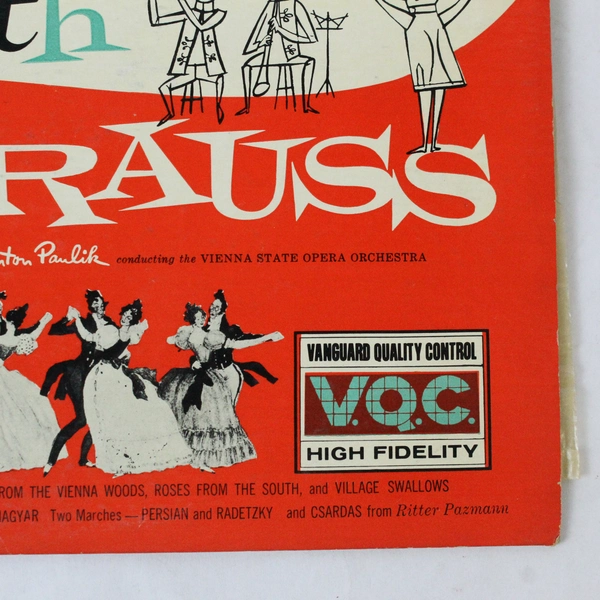 th
RAUSS
nton Paulik conducting the VIENNA STATE OPERA ORCHESTRA
VANGUARD QUALITY CONTROL
V.Q.C.
HIGH FIDELITY
ROM THE VIENNA WOODS, ROSES FROM THE SOUTH, and VILLAGE SWALLOWS
MAGYAR Two Marches — PERSIAN and RADETZKY and CSARDAS from Ritter Pazmann